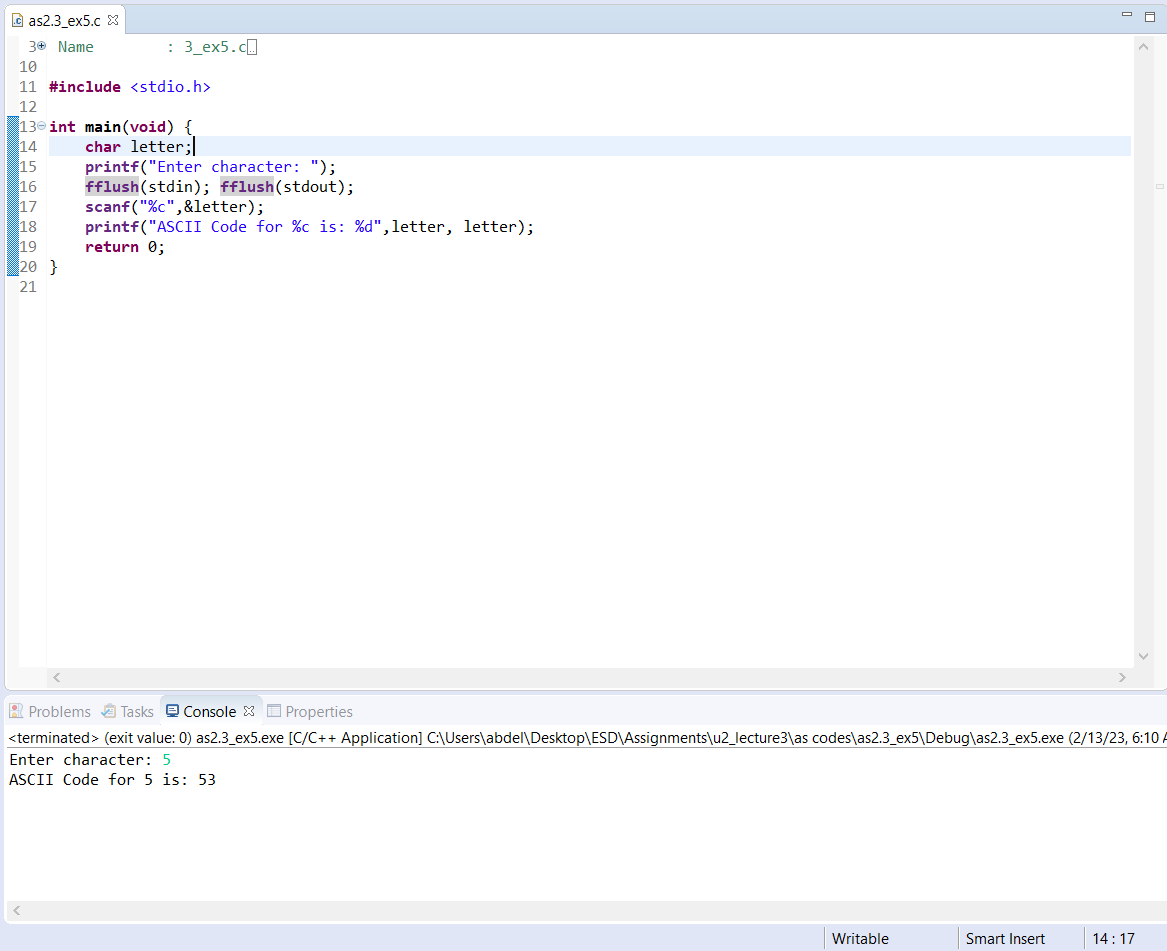 as2.3_ex5.c
3 Name        : 3_ex5.c
10
11 #include <stdio.h>
12
13 int main(void) {
14     char letter;
15     printf("Enter character: ");
16     fflush(stdin); fflush(stdout);
17     scanf("%c",&letter);
18     printf("ASCII Code for %c is: %d",letter, letter);
19     return 0;
20 }
21
Problems Tasks Console Properties
<terminated> (exit value: 0) as2.3_ex5.exe [C/C++ Application] C:\Users\abdel\Desktop\ESD\Assignments\u2_lecture3\as codes\as2.3_ex5\Debug\as2.3_ex5.exe (2/13/23, 6:10 A
Enter character: 5
ASCII Code for 5 is: 53
Writable Smart Insert 14 : 17